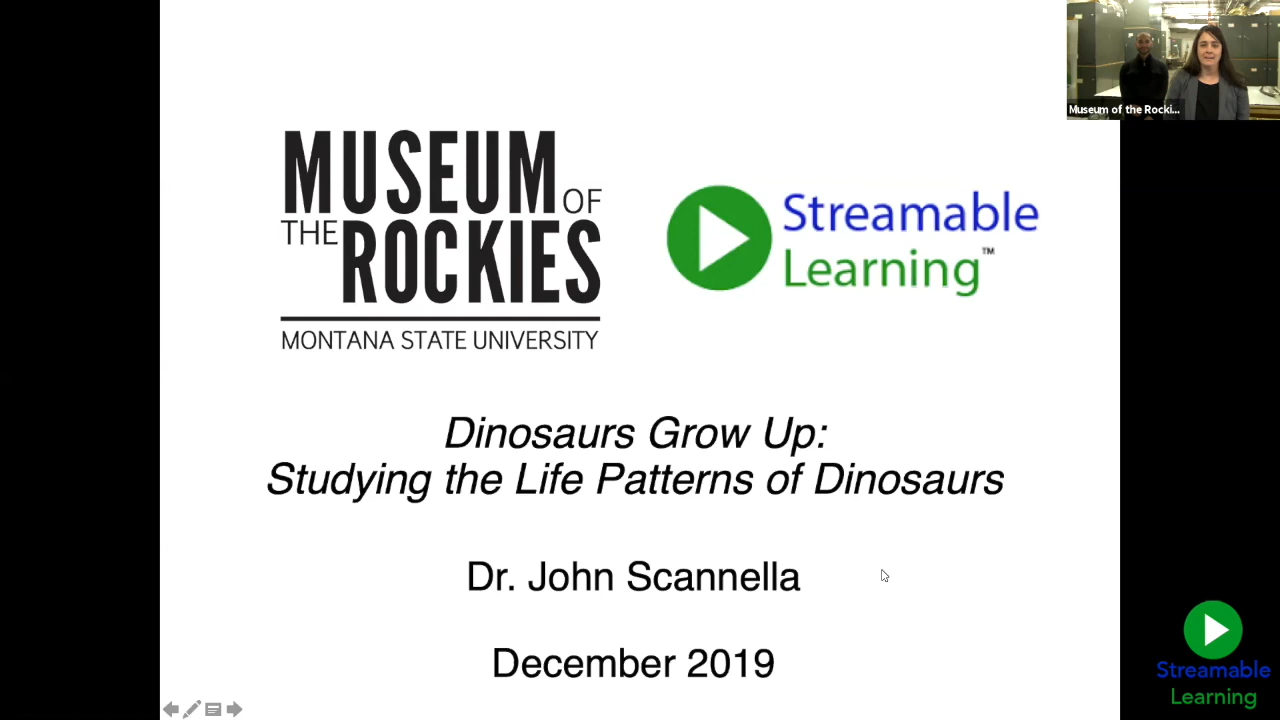 Museum of the Rocki...
MUSEUM OF
THE ROCKIES
MONTANA STATE UNIVERSITY
Streamable
Learning™
Dinosaurs Grow Up:
Studying the Life Patterns of Dinosaurs
Dr. John Scannella
December 2019
Streamable
Learning